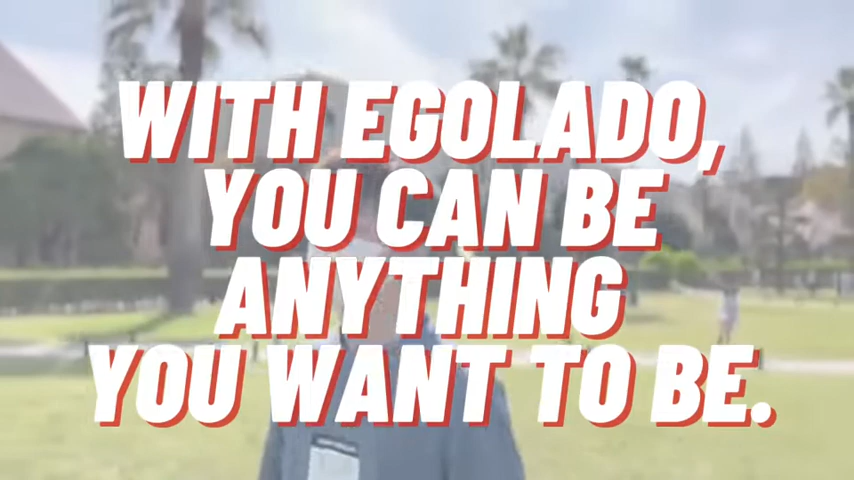 WITH EGOLADO,
YOU CAN BE
ANYTHING
YOU WANT TO BE.